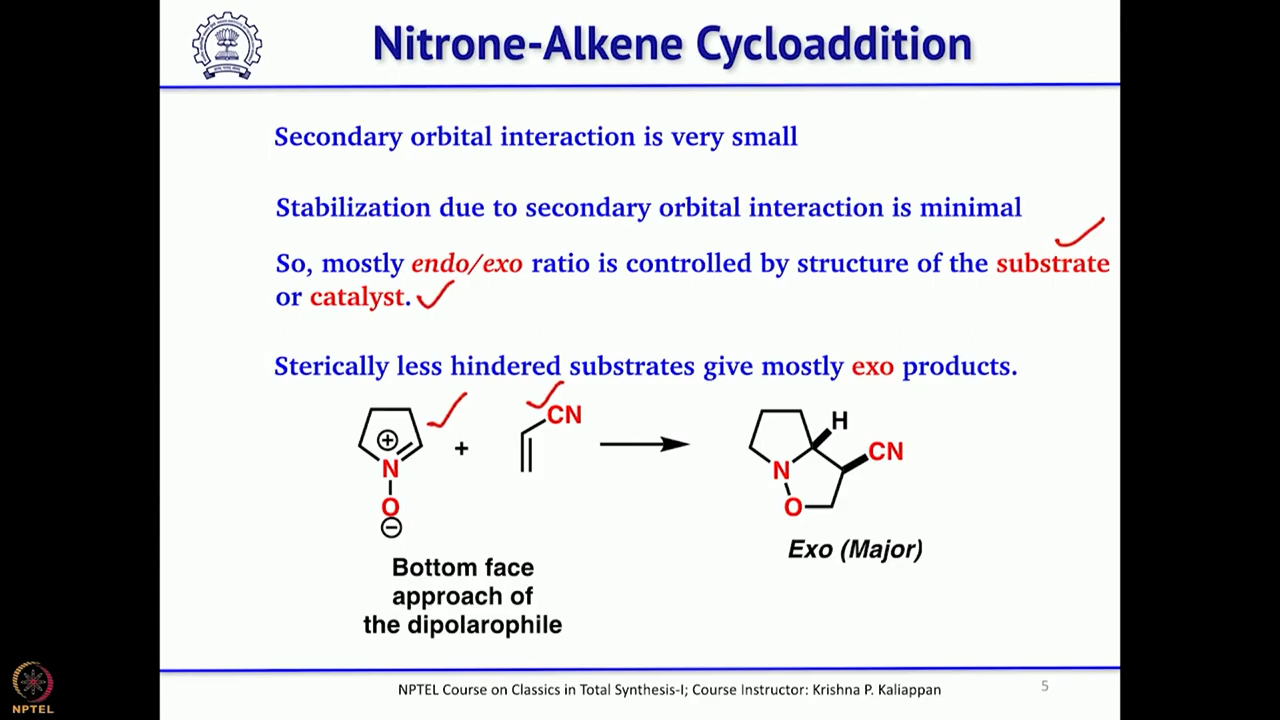 Nitrone-Alkene Cycloaddition
Secondary orbital interaction is very small
Stabilization due to secondary orbital interaction is minimal
So, mostly endo/exo ratio is controlled by structure of the substrate
or catalyst.
Sterically less hindered substrates give mostly exo products.
⊕
N
O
⊖
+
CN
H
CN
N
O
Exo (Major)
Bottom face
approach of
the dipolarophile
NPTEL
NPTEL Course on Classics in Total Synthesis-I; Course Instructor: Krishna P. Kaliappan
5